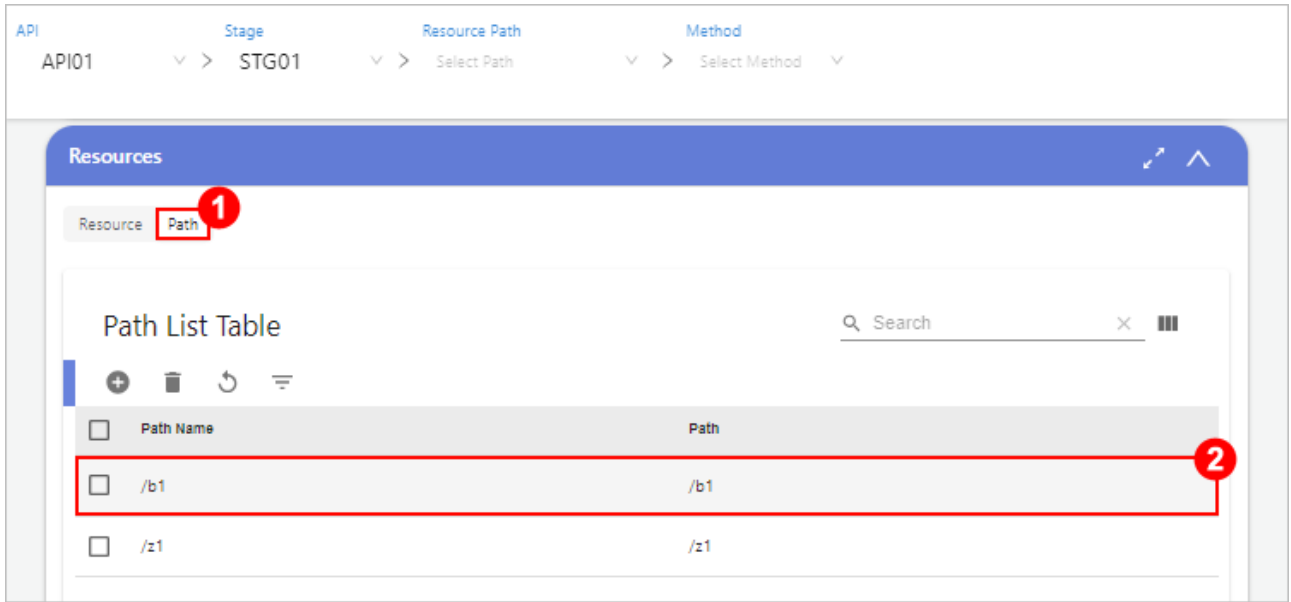 API Stage Resource Path Method
API01 > STG01 > Select Path > Select Method
Resources
1
Resource Path
Path List Table
Search
Path Name Path
2
/b1 /b1
/z1 /z1